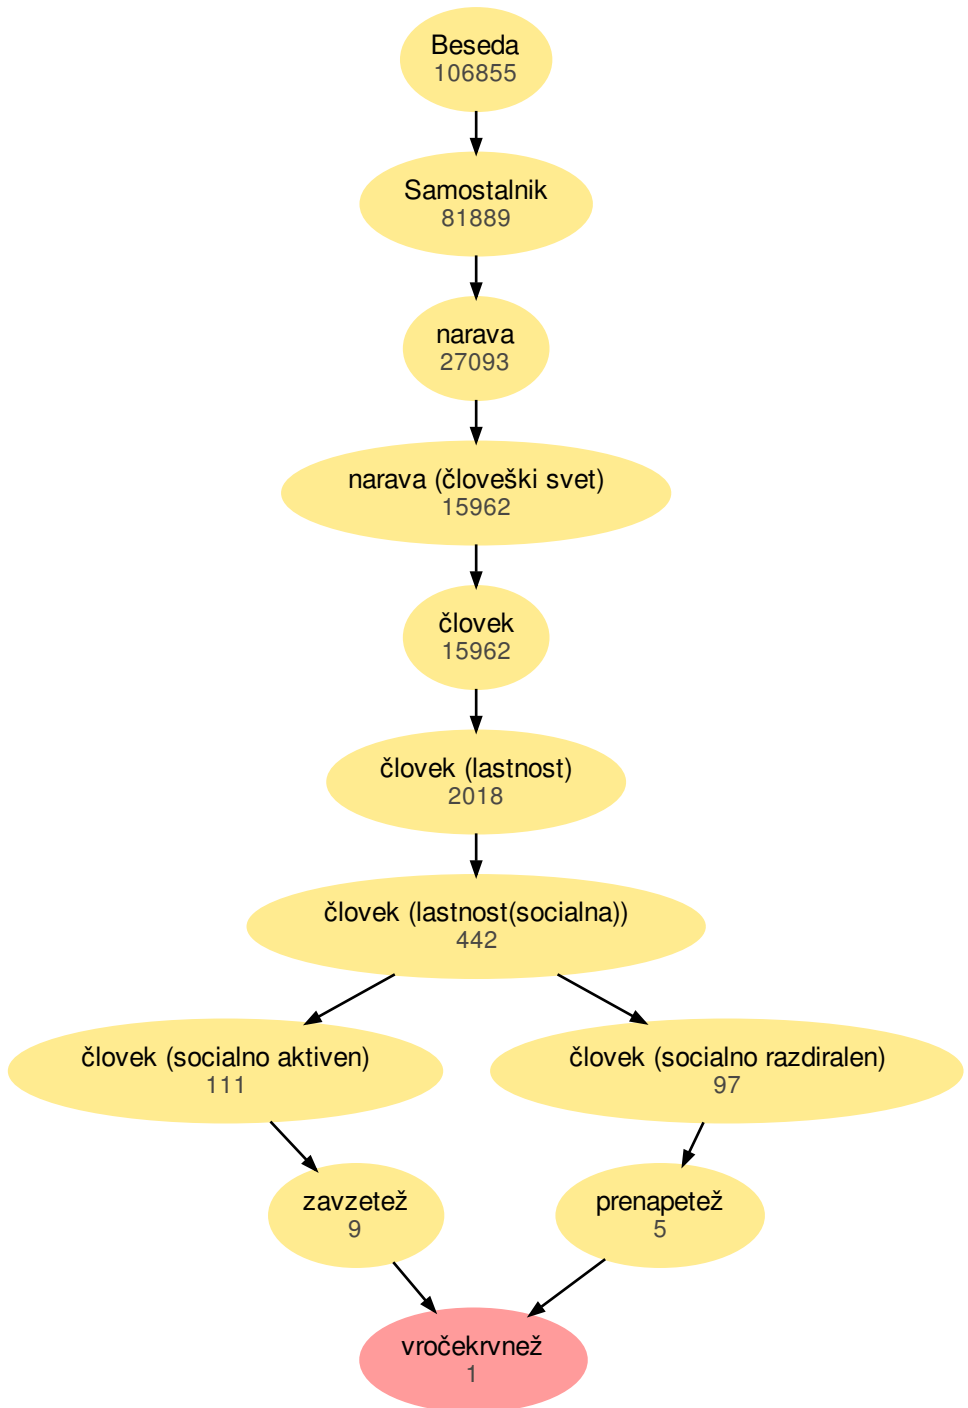 Beseda
106855
Samostalnik
81889
narava
27093
narava (človeški svet)
15962
človek
15962
človek (lastnost)
2018
človek (lastnost(socialna))
442
človek (socialno aktiven)
111
človek (socialno razdiralen)
97
zavzetež
9
prenapetež
5
vročekrvnež
1